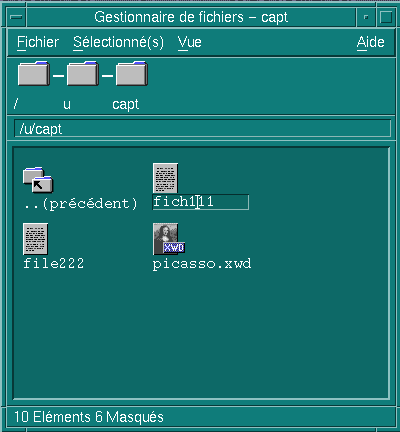 Gestionnaire de fichiers – capt
Fichier Sélectionné(s) Vue Aide
/ u capt
/u/capt
..(précédent) fich111
XWD
file222 picasso.xwd
10 Eléments 6 Masqués